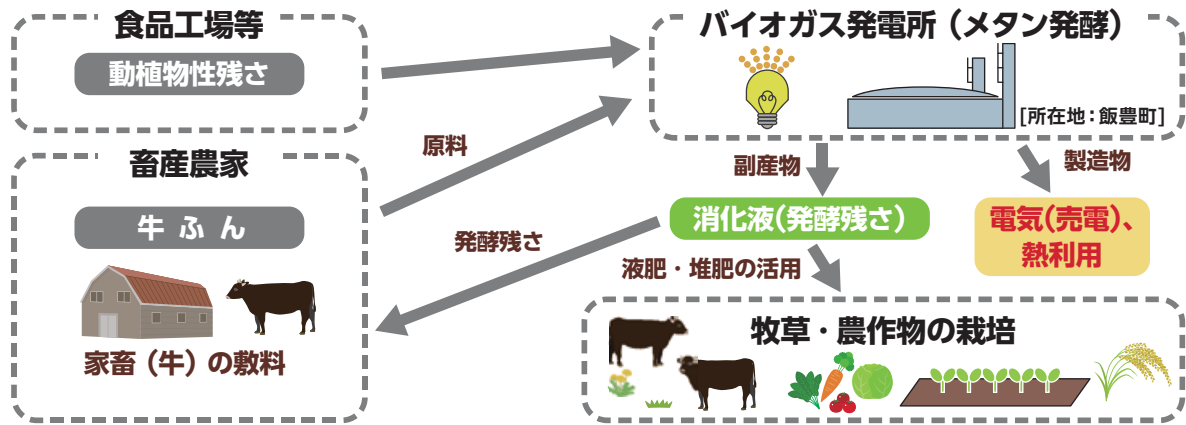 食品工場等
動植物性残さ
畜産農家
牛ふん
家畜（牛）の敷料
原料
発酵残さ
バイオガス発電所（メタン発酵）
［所在地：飯豊町］
副産物
製造物
消化液(発酵残さ)
電気(売電)、
熱利用
液肥・堆肥の活用
牧草・農作物の栽培